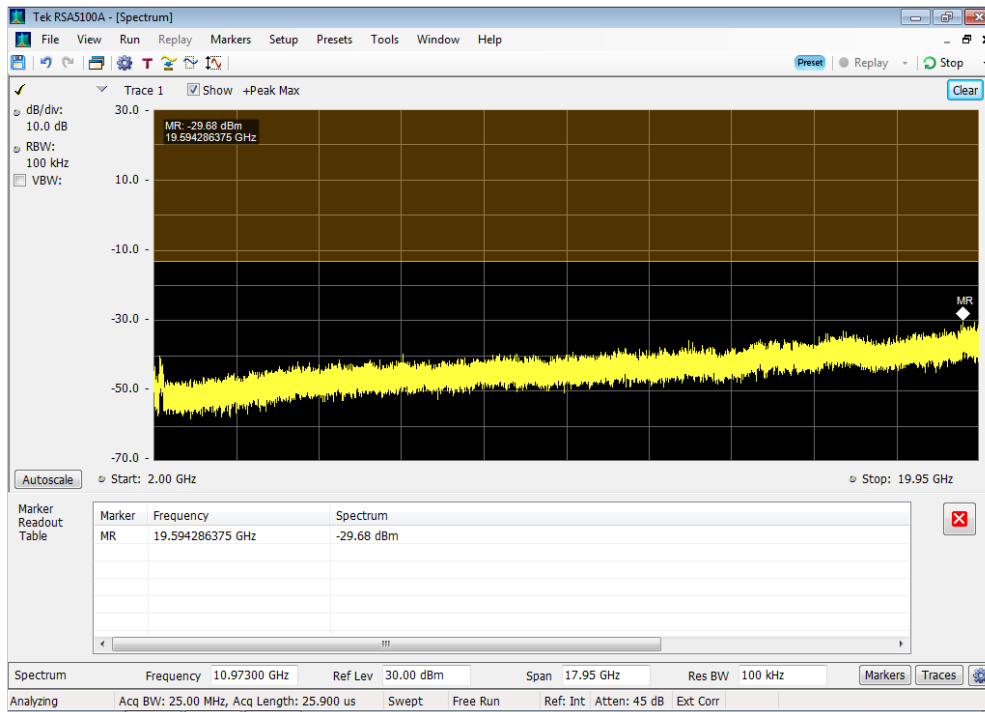 Tek RSA5100A - [Spectrum]
File View Run Replay Markers Setup Presets Tools Window Help
T Preset Replay Stop
Trace 1 Show +Peak Max Clear
dB/div:
10.0 dB
RBW:
100 kHz
VBW:
30.0
10.0
-10.0
-30.0
-50.0
-70.0
MR: -29.68 dBm
19.594286375 GHz
MR
Autoscale Start: 2.00 GHz Stop: 19.95 GHz
Marker
Readout
Table
Marker Frequency Spectrum
MR 19.594286375 GHz -29.68 dBm
Spectrum Frequency 10.97300 GHz Ref Lev 30.00 dBm Span 17.95 GHz Res BW 100 kHz Markers Traces
Analyzing Acq BW: 25.00 MHz, Acq Length: 25.900 us Swept Free Run Ref: Int Atten: 45 dB Ext Corr